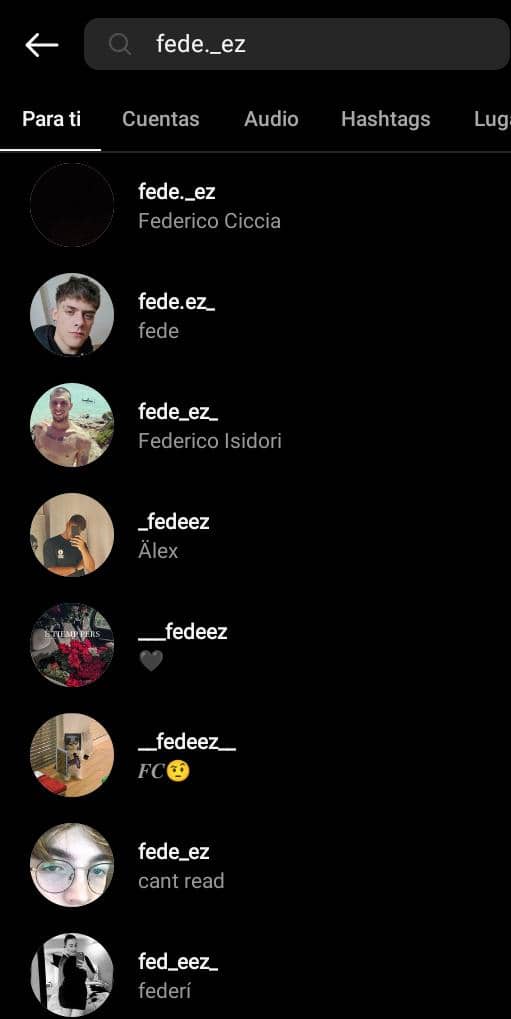 fede._ez
Para ti
Cuentas
Audio
Hashtags
Luga
fede._ez
Federico Ciccia
fede.ez_
fede
fede_ez_
Federico Isidori
_fedeez
Älex
___fedeez
🖤
E TIEMP PERS
__fedeez__
𝑭𝑪🤨
fede_ez
cant read
fed_eez_
federí